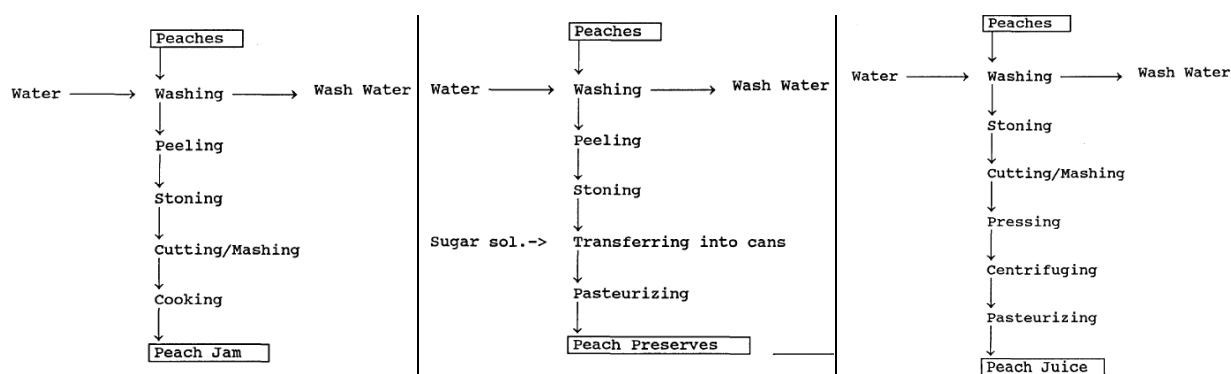 Peaches
Water Washing Wash Water
Peeling
Stoning
Cutting/Mashing
Cooking
Peach Jam
Peaches
Water Washing Wash Water
Peeling
Stoning
Sugar sol.-> Transferring into cans
Pasteurizing
Peach Preserves
Peaches
Water Washing Wash Water
Stoning
Cutting/Mashing
Pressing
Centrifuging
Pasteurizing
Peach Juice